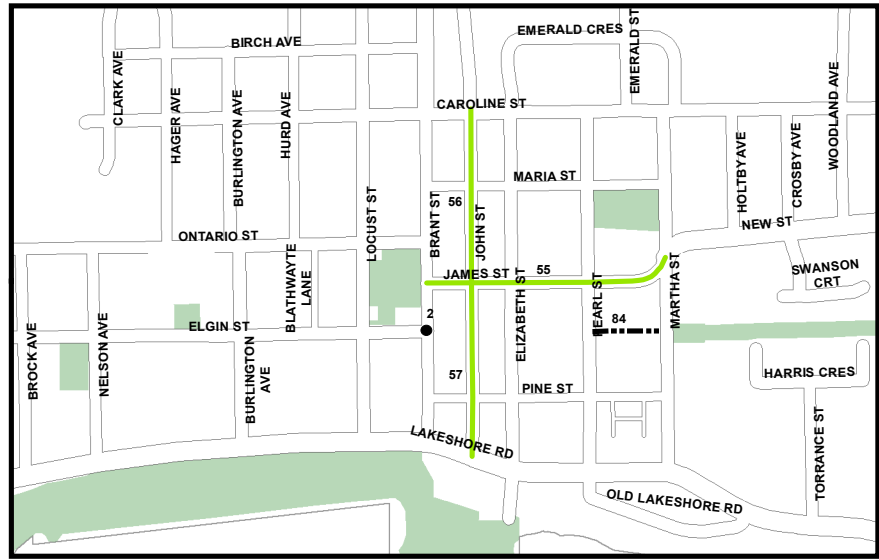 EMERALD CRES
EMERALD ST
BIRCH AVE
CLARK AVE
WOODLAND AVE
CAROLINE ST
HAGER AVE
BURLINGTON AVE
HURD AVE
HOLTBY AVE
CROSBY AVE
MARIA ST
LOCUST ST
BRANT ST
56
JOHN ST
NEW ST
ONTARIO ST
BLATHWAYTE
LANE
JAMES ST
55
ELIZABETH ST
PEARL ST
MARTHA ST
SWANSON
CRT
2
84
ELGIN ST
BROCK AVE
NELSON AVE
BURLINGTON
AVE
57
PINE ST
HARRIS CRES
LAKESHORE RD
TORRANCE ST
OLD LAKESHORE RD